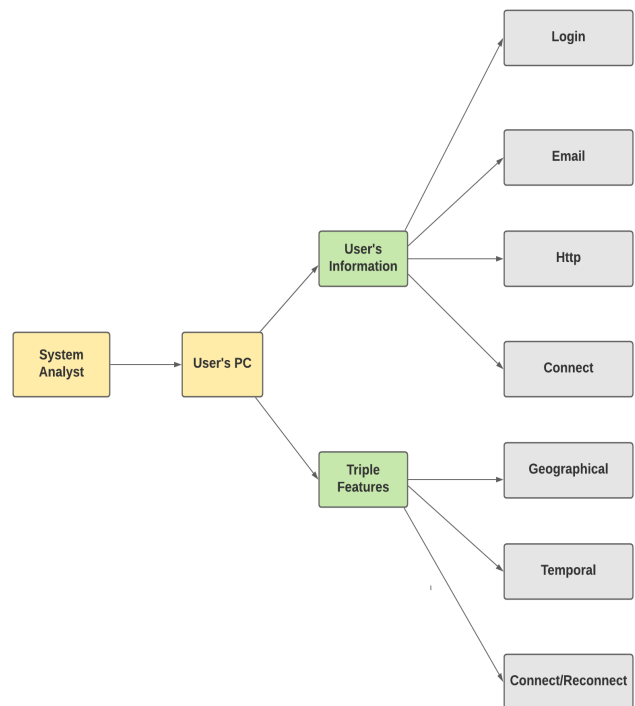 Login
Email
User's
Information
Http
System
Analyst
User's PC
Connect
Triple
Features
Geographical
Temporal
Connect/Reconnect